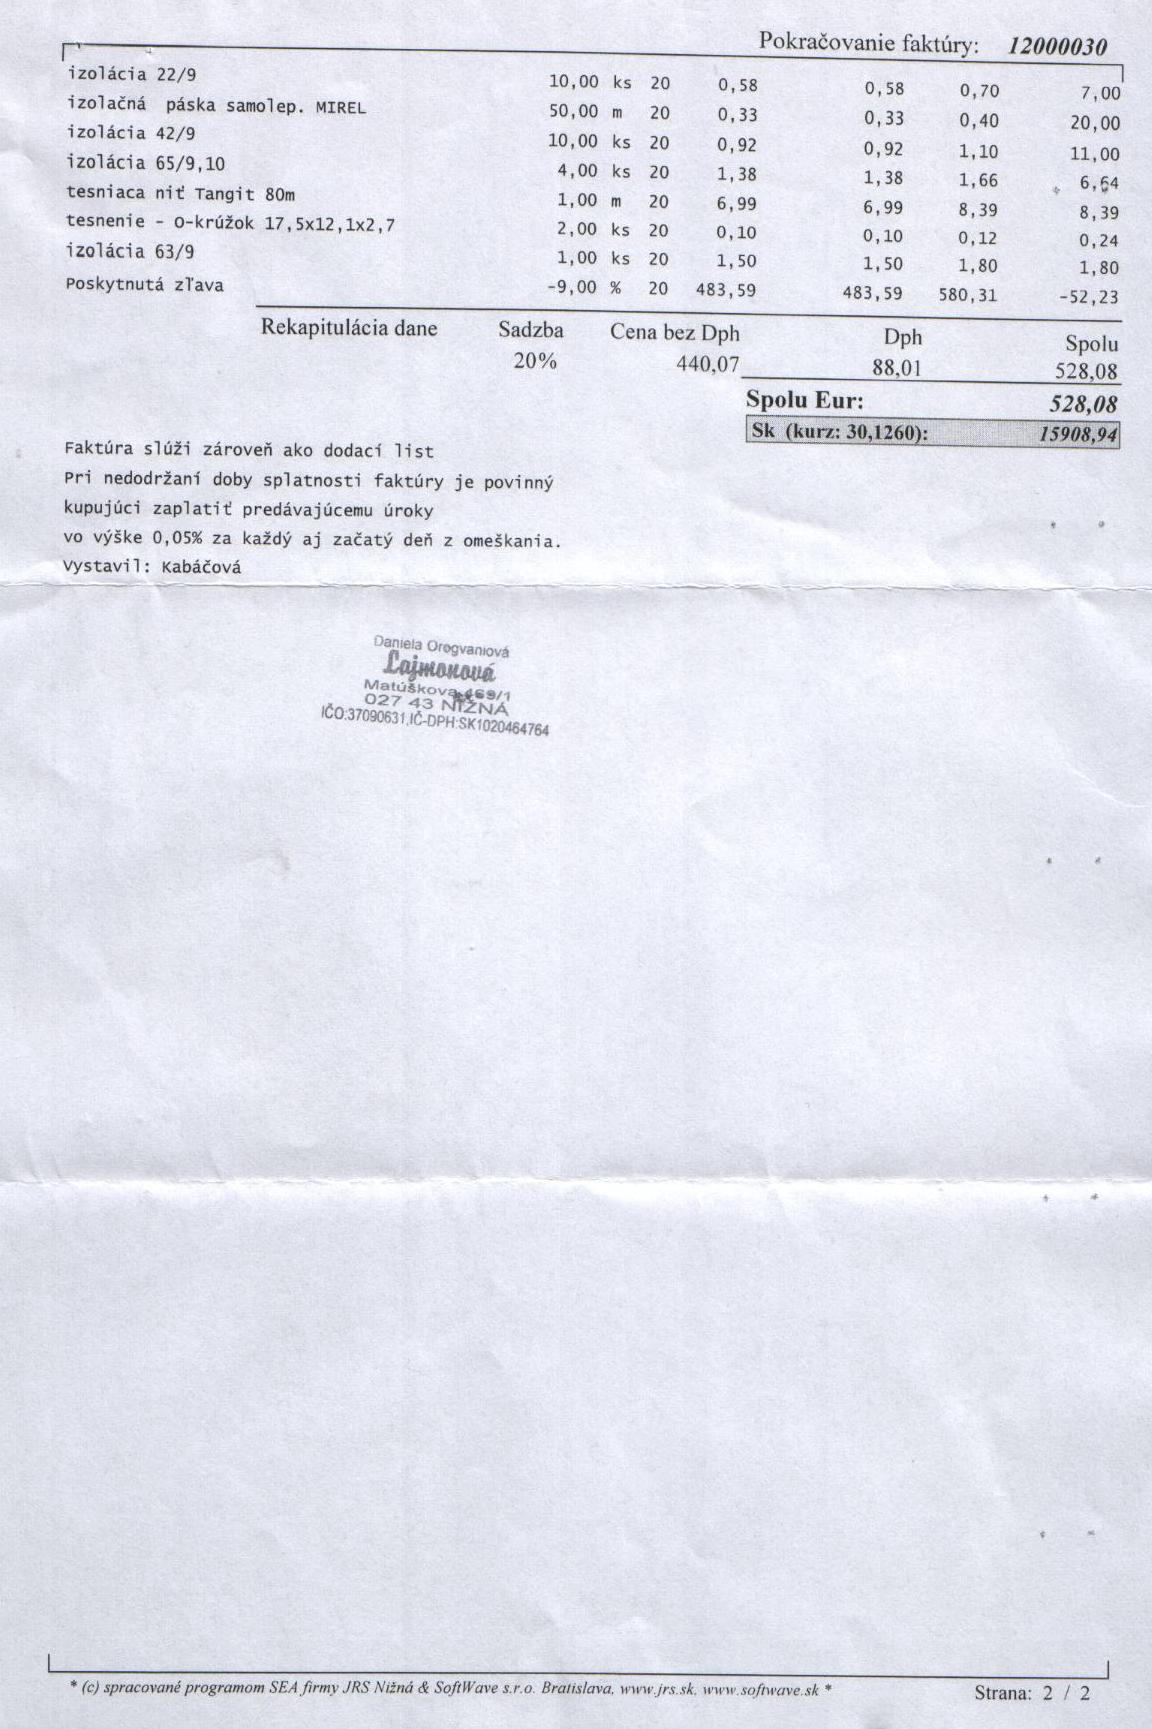 Pokračovanie faktúry: 12000030
izolácia 22/9 10,00 ks 20 0,58 0,58 0,70 7,00
izolačná páska samolep. MIREL 50,00 m 20 0,33 0,33 0,40 20,00
izolácia 42/9 10,00 ks 20 0,92 0,92 1,10 11,00
izolácia 65/9,10 4,00 ks 20 1,38 1,38 1,66 6,64
tesniaca niť Tangit 80m 1,00 m 20 6,99 6,99 8,39 8,39
tesnenie - O-krúžok 17,5x12,1x2,7 2,00 ks 20 0,10 0,10 0,12 0,24
izolácia 63/9 1,00 ks 20 1,50 1,50 1,80 1,80
Poskytnutá zľava -9,00 % 20 483,59 483,59 580,31 -52,23
Rekapitulácia dane Sadzba Cena bez Dph Dph Spolu
20% 440,07 88,01 528,08
Spolu Eur: 528,08
Sk (kurz: 30,1260): 15908,94
Faktúra slúži zároveň ako dodací list
Pri nedodržaní doby splatnosti faktúry je povinný
kupujúci zaplatiť predávajúcemu úroky
vo výške 0,05% za každý aj začatý deň z omeškania.
Vystavil: Kabáčová
Daniela Orogvaniová
Ľajmonová
Matúškova 469/1
027 43 NIŽNÁ
IČO:37090631,IČ-DPH:SK1020464764
* (c) spracované programom SEA firmy JRS Nižná & SoftWave s.r.o. Bratislava, www.jrs.sk, www.softwave.sk *
Strana: 2 / 2